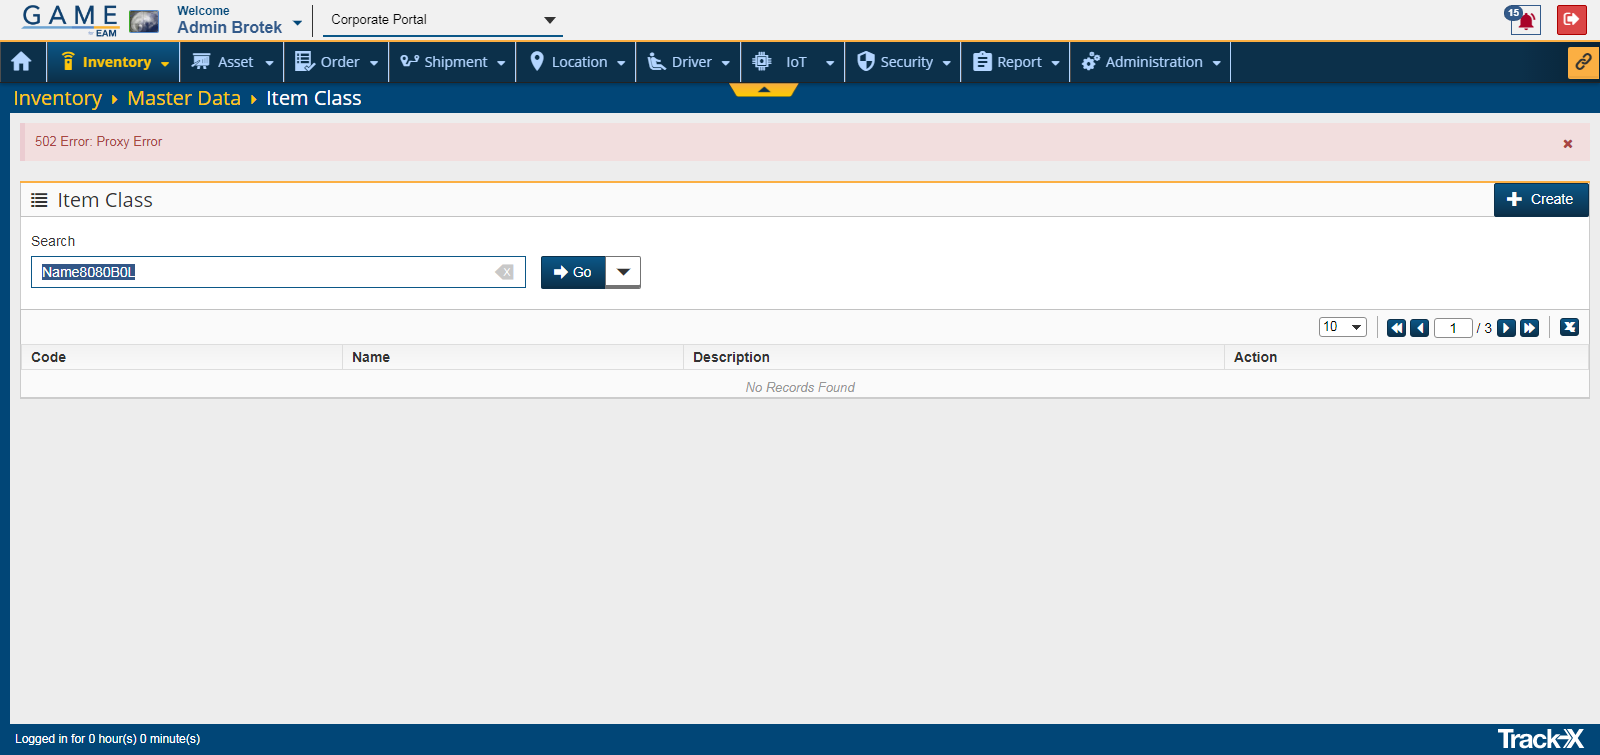 GAME
by EAM
Welcome
Admin Brotek
Corporate Portal
15
Inventory
Asset
Order
Shipment
Location
Driver
IoT
Security
Report
Administration
Inventory Master Data Item Class
502 Error: Proxy Error
Item Class
Create
Search
Name8080B0L
Go
10
1 / 3
Code Name Description Action
No Records Found
Logged in for 0 hour(s) 0 minute(s)
Track-X